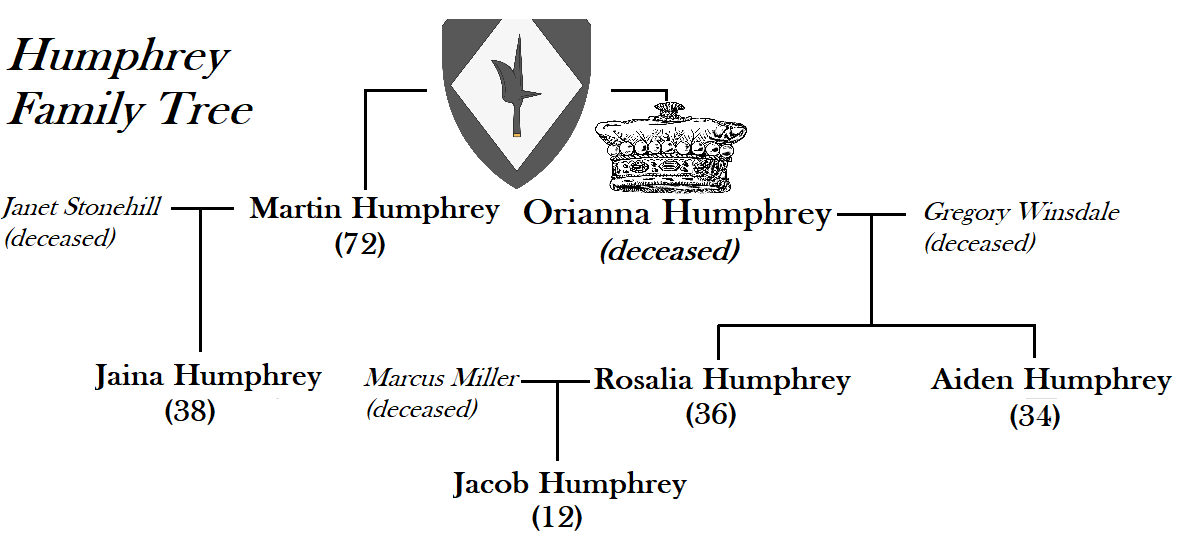 Humphrey
Family Tree
Janet Stonehill
(deceased)
Martin Humphrey
(72)
Orianna Humphrey
(deceased)
Gregory Winsdale
(deceased)
Jaina Humphrey
(38)
Marcus Miller
(deceased)
Rosalia Humphrey
(36)
Aiden Humphrey
(34)
Jacob Humphrey
(12)